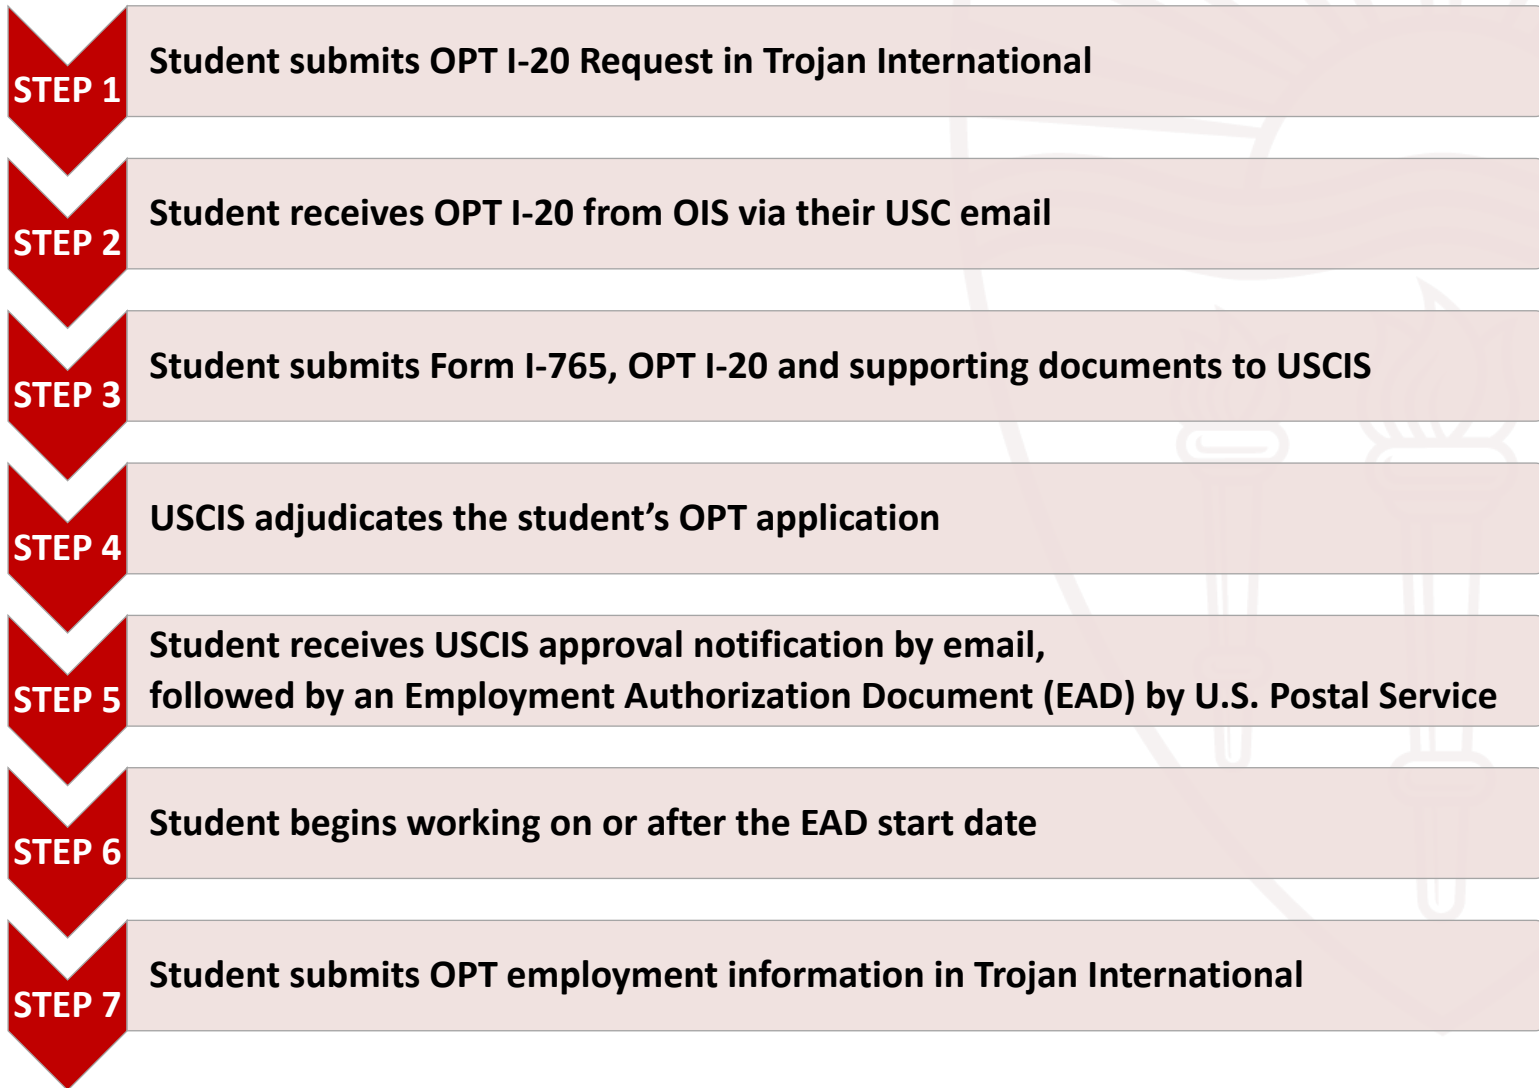 STEP 1
Student submits OPT I-20 Request in Trojan International
STEP 2
Student receives OPT I-20 from OIS via their USC email
STEP 3
Student submits Form I-765, OPT I-20 and supporting documents to USCIS
STEP 4
USCIS adjudicates the student’s OPT application
STEP 5
Student receives USCIS approval notification by email,
followed by an Employment Authorization Document (EAD) by U.S. Postal Service
STEP 6
Student begins working on or after the EAD start date
STEP 7
Student submits OPT employment information in Trojan International